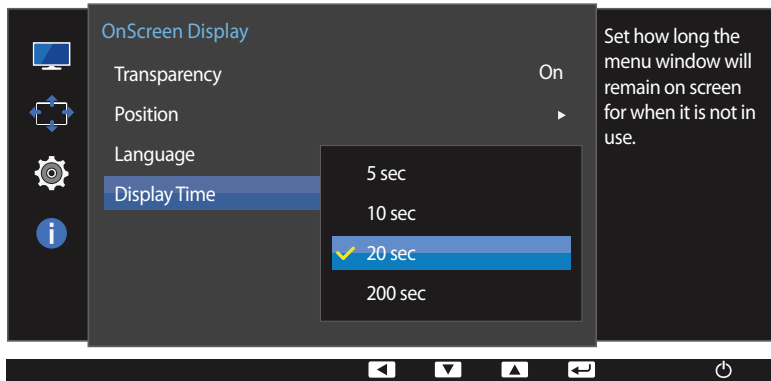 OnScreen Display
Transparency On
Position
Language
Display Time
5 sec
10 sec
20 sec
200 sec
Set how long the
menu window will
remain on screen
for when it is not in
use.